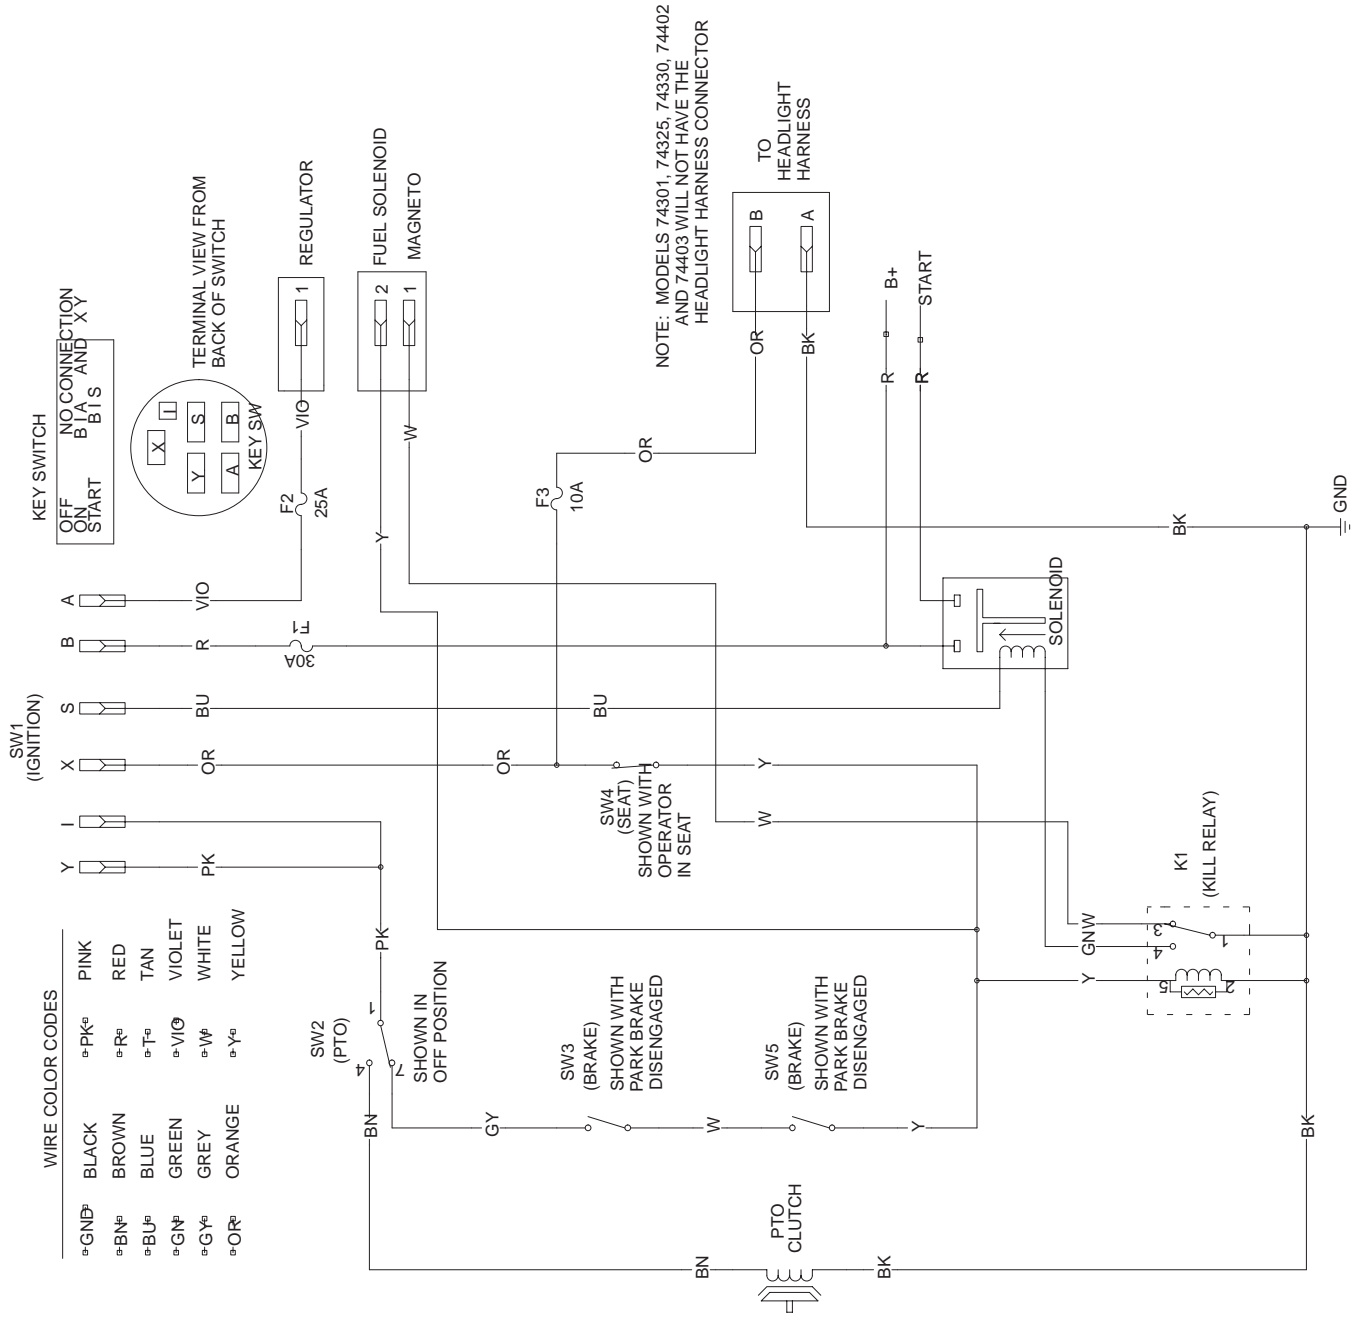 KEY SWITCH
OFF NO CONNECTION
ON B I A AND X Y
START B I S
TERMINAL VIEW FROM
BACK OF SWITCH
X
I
Y
S
A
B
KEY SW
SW1
(IGNITION)
A
B
S
X
I
Y
VIO
R
BU
OR
PK
F1
30A
F2
25A
VIO
REGULATOR
1
FUEL SOLENOID
2
MAGNETO
1
Y
W
F3
10A
OR
OR
BU
OR
NOTE: MODELS 74301, 74325, 74330, 74402
AND 74403 WILL NOT HAVE THE
HEADLIGHT HARNESS CONNECTOR
TO
HEADLIGHT
HARNESS
B
A
OR
BK
B+
START
R
R
SOLENOID
BK
GND
SW4
(SEAT)
SHOWN WITH
OPERATOR
IN SEAT
Y
W
K1
(KILL RELAY)
W
GN
Y
3
4
1
5
2
WIRE COLOR CODES
GND BLACK PK PINK
BN BROWN R RED
BU BLUE T TAN
GN GREEN VIO VIOLET
GY GREY W WHITE
OR ORANGE Y YELLOW
PK
SW2
(PTO)
1
4
7
SHOWN IN
OFF POSITION
BN
GY
SW3
(BRAKE)
SHOWN WITH
PARK BRAKE
DISENGAGED
W
SW5
(BRAKE)
SHOWN WITH
PARK BRAKE
DISENGAGED
Y
BN
PTO
CLUTCH
BK
BK